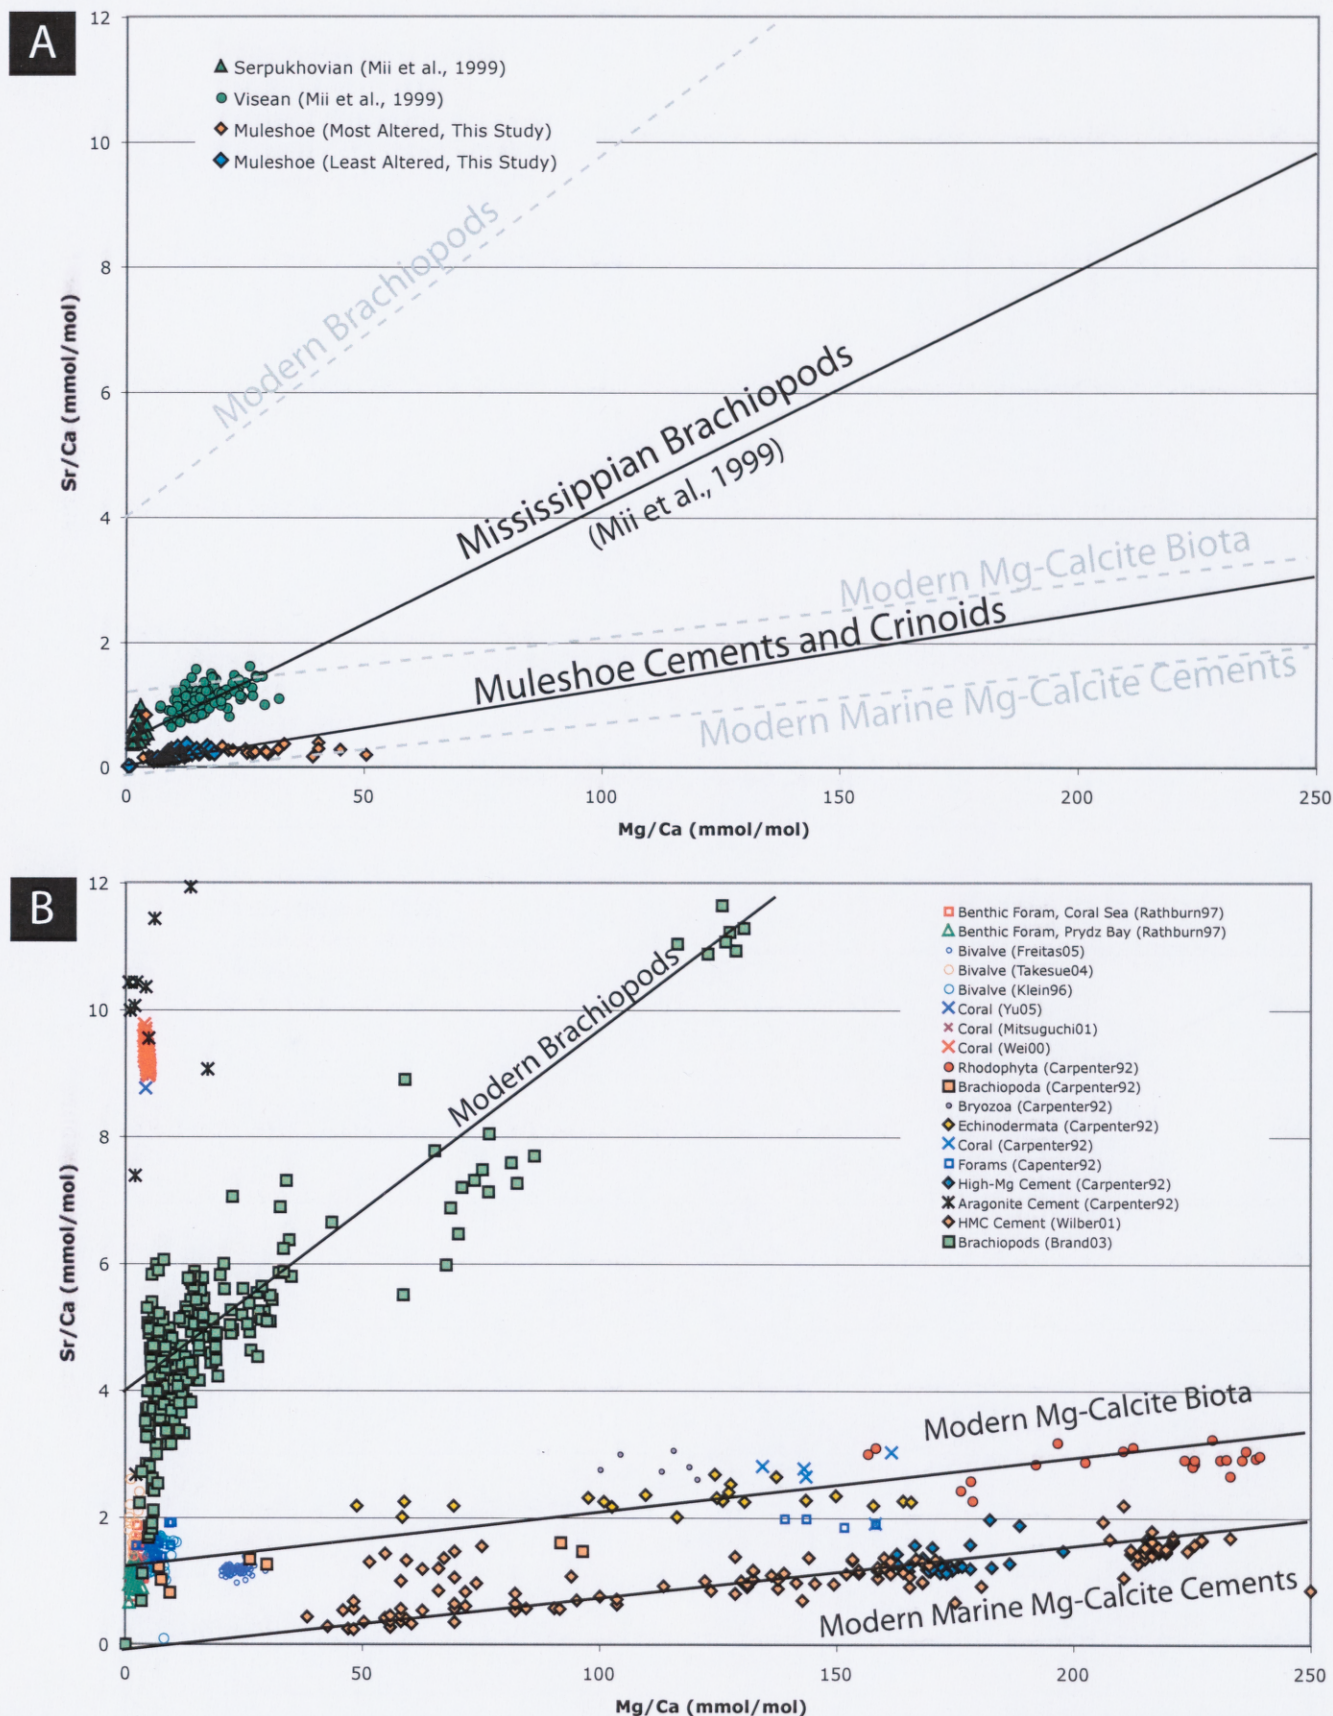 A
12
10
8
6
4
2
0
Sr/Ca (mmol/mol)
Serpukhovian (Mii et al., 1999)
Visean (Mii et al., 1999)
Muleshoe (Most Altered, This Study)
Muleshoe (Least Altered, This Study)
Modern Brachiopods
Mississippian Brachiopods
(Mii et al., 1999)
Modern Mg-Calcite Biota
Muleshoe Cements and Crinoids
Modern Marine Mg-Calcite Cements
0 50 100 150 200 250
Mg/Ca (mmol/mol)
B
12
10
8
6
4
2
0
Sr/Ca (mmol/mol)
Benthic Foram, Coral Sea (Rathburn97)
Benthic Foram, Prydz Bay (Rathburn97)
Bivalve (Freitas05)
Bivalve (Takesue04)
Bivalve (Klein96)
Coral (Yu05)
Coral (Mitsuguchi01)
Coral (Wei00)
Rhodophyta (Carpenter92)
Brachiopoda (Carpenter92)
Bryozoa (Carpenter92)
Echinodermata (Carpenter92)
Coral (Carpenter92)
Forams (Capenter92)
High-Mg Cement (Carpenter92)
Aragonite Cement (Carpenter92)
HMC Cement (Wilber01)
Brachiopods (Brand03)
Modern Brachiopods
Modern Mg-Calcite Biota
Modern Marine Mg-Calcite Cements
0 50 100 150 200 250
Mg/Ca (mmol/mol)